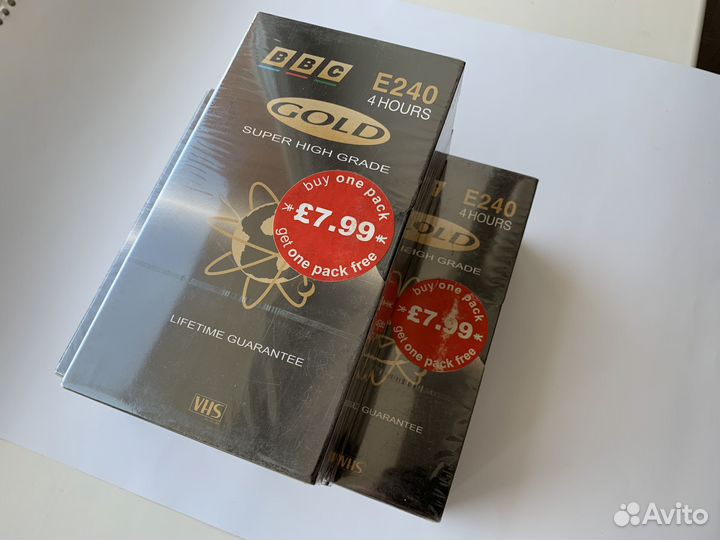 BBC
E240
4 HOURS
GOLD
SUPER HIGH GRADE
buy one pack
*£7.99*
get one pack free
LIFETIME GUARANTEE
VHS
E240
4 HOURS
OLD
HIGH GRADE
buy one pack
*£7.99*
get one pack free
GUARANTEE
VHS
Avito